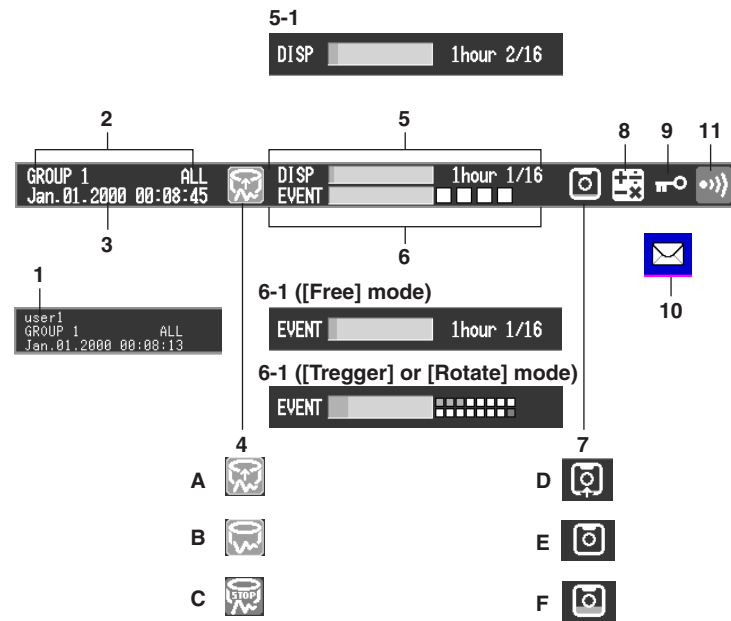 5-1
DISP 1hour 2/16
2 5 8 9 11
GROUP 1 ALL DISP 1hour 1/16
Jan.01.2000 00:08:45 EVENT
3 6 10
1 6-1 ([Free] mode)
user1
GROUP 1 ALL EVENT 1hour 1/16
Jan.01.2000 00:08:13
6-1 ([Tregger] or [Rotate] mode)
EVENT
4 7
A D
B E
C STOP F